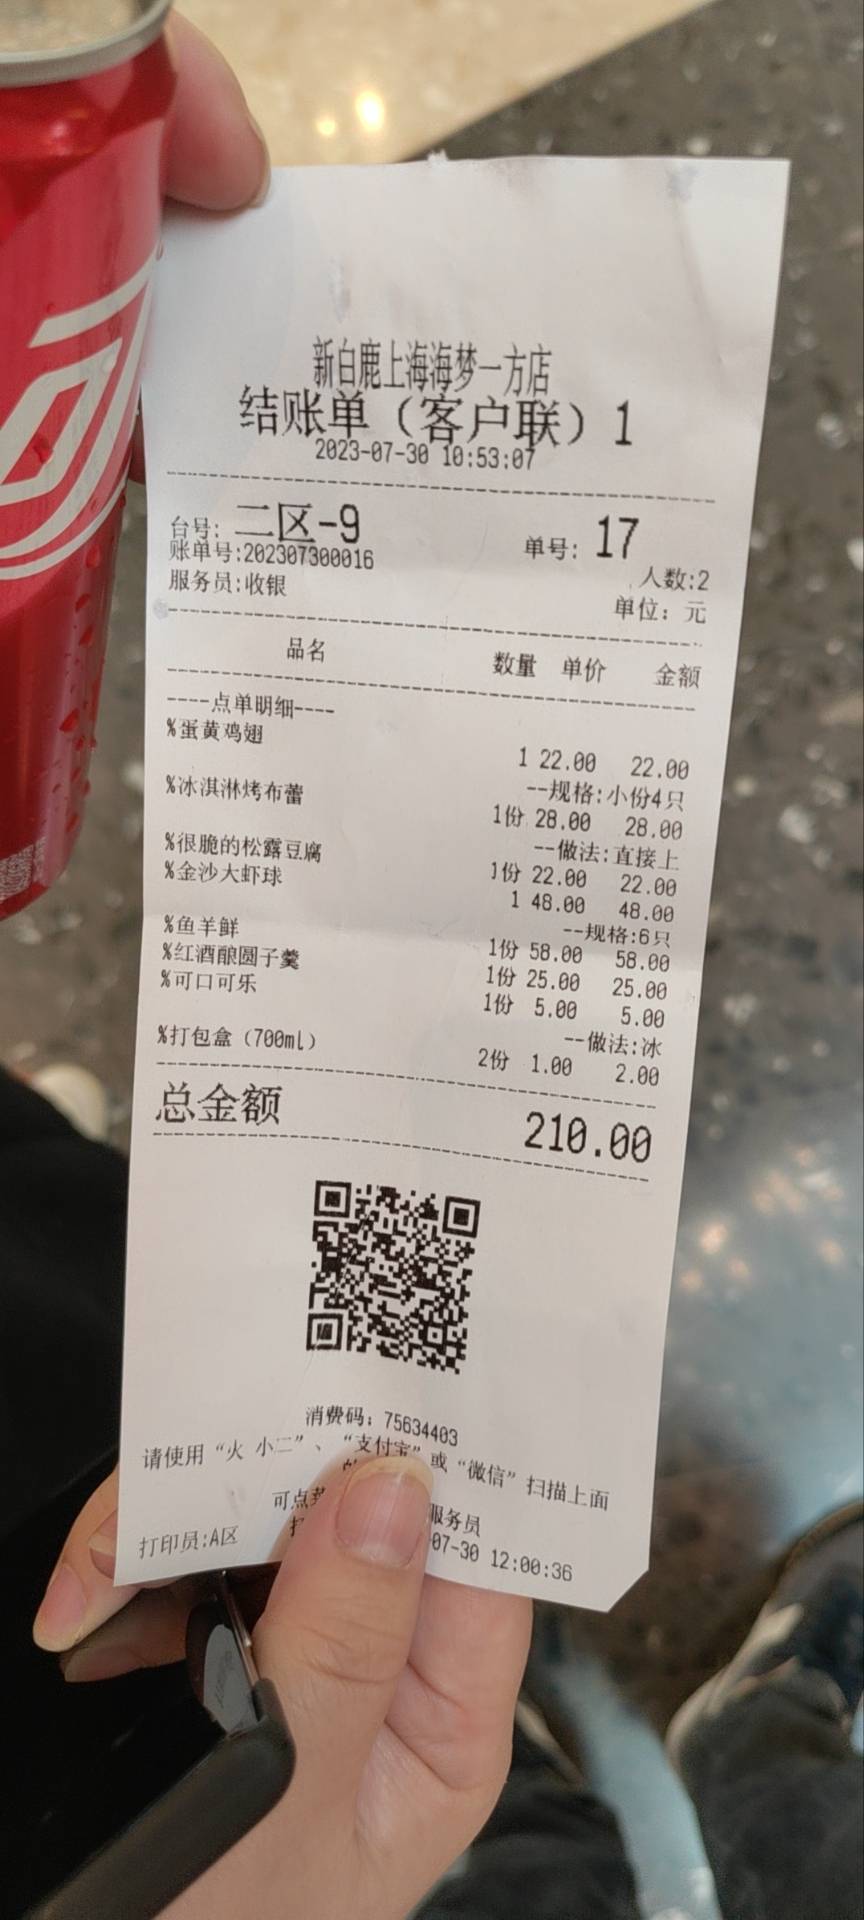 新白鹿上海海梦一方店
结账单（客户联）1
2023-07-30 10:53:07
台号: 二区-9 单号: 17
账单号:202307300016 人数:2
服务员:收银 单位: 元
品名 数量 单价 金额
----点单明细----
%蛋黄鸡翅
1 22.00 22.00
--规格:小份4只
%冰淇淋烤布蕾
1份 28.00 28.00
--做法:直接上
%很脆的松露豆腐
1份 22.00 22.00
%金沙大虾球
1 48.00 48.00
--规格:6只
%鱼羊鲜
1份 58.00 58.00
%红酒酿圆子羹
1份 25.00 25.00
%可口可乐
1份 5.00 5.00
--做法:冰
%打包盒（700ml）
2份 1.00 2.00
总金额 210.00
消费码: 75634403
请使用“火 小二”、“支付宝”或“微信”扫描上面
可点 服务员
打印员:A区 07-30 12:00:36
可